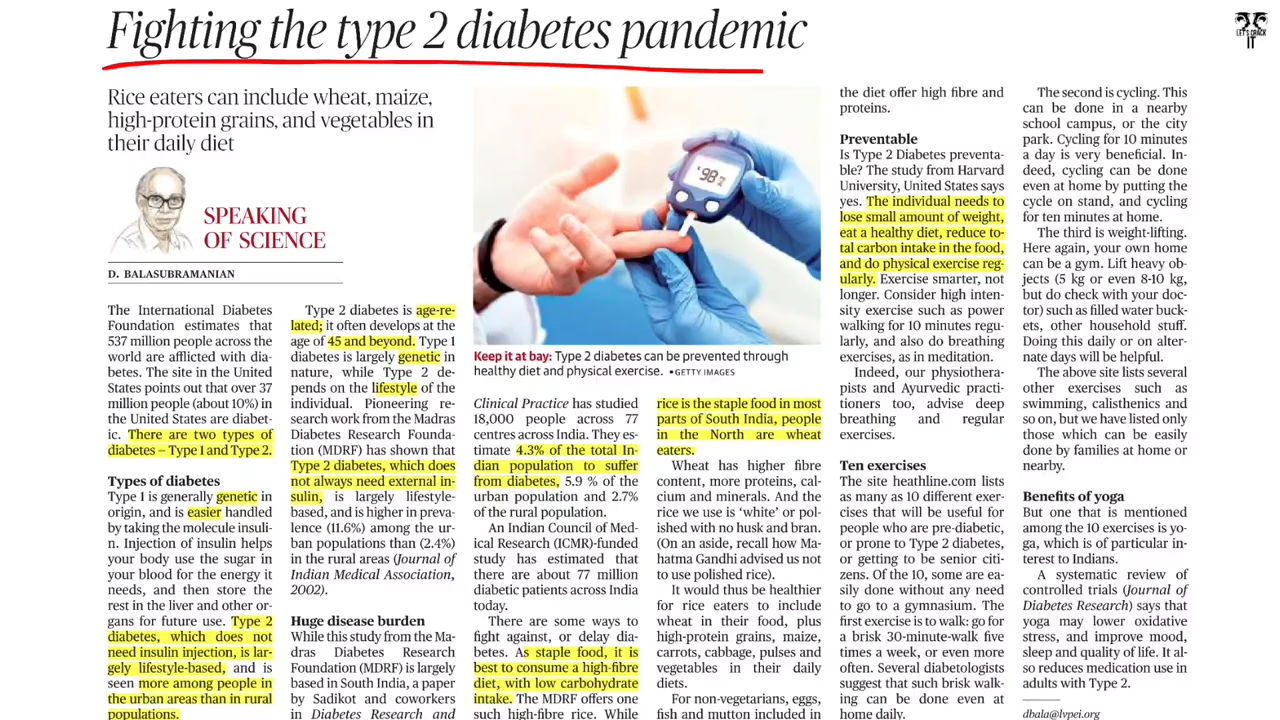 Fighting the type 2 diabetes pandemic
LET'S CRACK
IT
Rice eaters can include wheat, maize,
high-protein grains, and vegetables in
their daily diet
SPEAKING
OF SCIENCE
D. BALASUBRAMANIAN
The International Diabetes
Foundation estimates that
537 million people across the
world are afflicted with dia-
betes. The site in the United
States points out that over 37
million people (about 10%) in
the United States are diabet-
ic. There are two types of
diabetes – Type 1 and Type 2.
Types of diabetes
Type 1 is generally genetic in
origin, and is easier handled
by taking the molecule insuli-
n. Injection of insulin helps
your body use the sugar in
your blood for the energy it
needs, and then store the
rest in the liver and other or-
gans for future use. Type 2
diabetes, which does not
need insulin injection, is lar-
gely lifestyle-based, and is
seen more among people in
the urban areas than in rural
populations.
Type 2 diabetes is age-re-
lated; it often develops at the
age of 45 and beyond. Type 1
diabetes is largely genetic in
nature, while Type 2 de-
pends on the lifestyle of the
individual. Pioneering re-
search work from the Madras
Diabetes Research Founda-
tion (MDRF) has shown that
Type 2 diabetes, which does
not always need external in-
sulin, is largely lifestyle-
based, and is higher in preva-
lence (11.6%) among the ur-
ban populations than (2.4%)
in the rural areas (Journal of
Indian Medical Association,
2002).
Huge disease burden
While this study from the Ma-
dras Diabetes Research
Foundation (MDRF) is largely
based in South India, a paper
by Sadikot and coworkers
in Diabetes Research and
98
Keep it at bay: Type 2 diabetes can be prevented through
healthy diet and physical exercise. •GETTY IMAGES
Clinical Practice has studied
18,000 people across 77
centres across India. They es-
timate 4.3% of the total In-
dian population to suffer
from diabetes, 5.9 % of the
urban population and 2.7%
of the rural population.
An Indian Council of Med-
ical Research (ICMR)-funded
study has estimated that
there are about 77 million
diabetic patients across India
today.
There are some ways to
fight against, or delay dia-
betes. As staple food, it is
best to consume a high-fibre
diet, with low carbohydrate
intake. The MDRF offers one
such high-fibre rice. While
rice is the staple food in most
parts of South India, people
in the North are wheat
eaters.
Wheat has higher fibre
content, more proteins, cal-
cium and minerals. And the
rice we use is 'white' or pol-
ished with no husk and bran.
(On an aside, recall how Ma-
hatma Gandhi advised us not
to use polished rice).
It would thus be healthier
for rice eaters to include
wheat in their food, plus
high-protein grains, maize,
carrots, cabbage, pulses and
vegetables in their daily
diets.
For non-vegetarians, eggs,
fish and mutton included in
the diet offer high fibre and
proteins.
Preventable
Is Type 2 Diabetes preventa-
ble? The study from Harvard
University, United States says
yes. The individual needs to
lose small amount of weight,
eat a healthy diet, reduce to-
tal carbon intake in the food,
and do physical exercise reg-
ularly. Exercise smarter, not
longer. Consider high inten-
sity exercise such as power
walking for 10 minutes regu-
larly, and also do breathing
exercises, as in meditation.
Indeed, our physiothera-
pists and Ayurvedic practi-
tioners too, advise deep
breathing and regular
exercises.
Ten exercises
The site heathline.com lists
as many as 10 different exer-
cises that will be useful for
people who are pre-diabetic,
or prone to Type 2 diabetes,
or getting to be senior citi-
zens. Of the 10, some are ea-
sily done without any need
to go to a gymnasium. The
first exercise is to walk: go for
a brisk 30-minute-walk five
times a week, or even more
often. Several diabetologists
suggest that such brisk walk-
ing can be done even at
home daily.
The second is cycling. This
can be done in a nearby
school campus, or the city
park. Cycling for 10 minutes
a day is very beneficial. In-
deed, cycling can be done
even at home by putting the
cycle on stand, and cycling
for ten minutes at home.
The third is weight-lifting.
Here again, your own home
can be a gym. Lift heavy ob-
jects (5 kg or even 8-10 kg,
but do check with your doc-
tor) such as filled water buck-
ets, other household stuff.
Doing this daily or on alter-
nate days will be helpful.
The above site lists several
other exercises such as
swimming, calisthenics and
so on, but we have listed only
those which can be easily
done by families at home or
nearby.
Benefits of yoga
But one that is mentioned
among the 10 exercises is yo-
ga, which is of particular in-
terest to Indians.
A systematic review of
controlled trials (Journal of
Diabetes Research) says that
yoga may lower oxidative
stress, and improve mood,
sleep and quality of life. It al-
so reduces medication use in
adults with Type 2.
dbala@lvpei.org